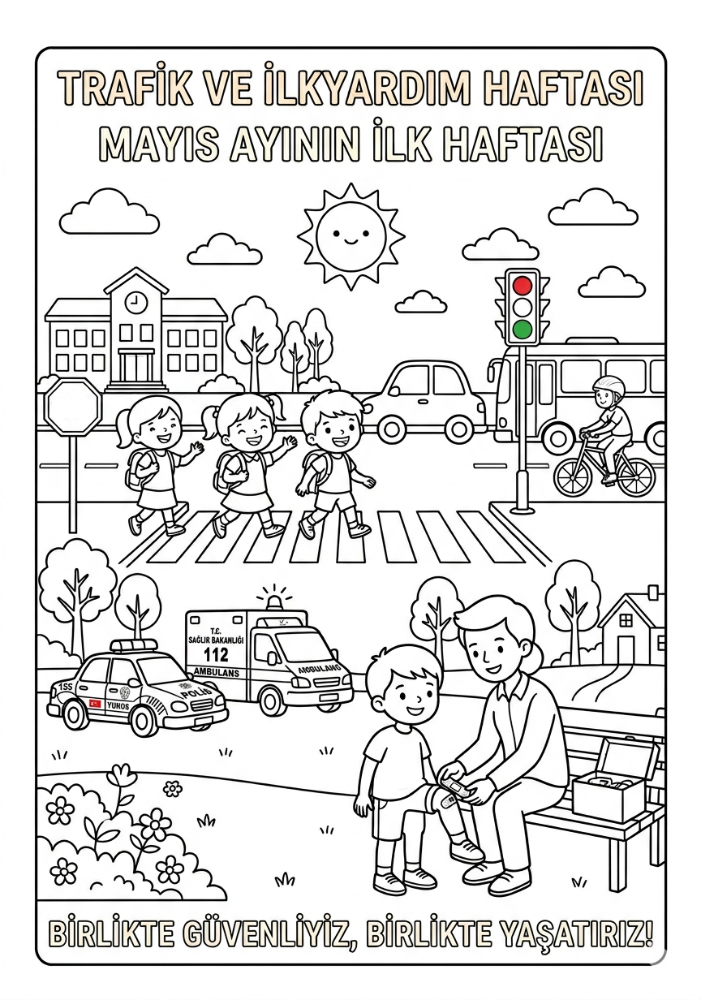 TRAFİK VE İLKYARDIM HAFTASI
MAYIS AYININ İLK HAFTASI
T.C.
SAĞLIR BAKANLIĞI
112
AMBULANS
AMOBULANS
155
POLİS
YUNOS
BİRLİKTE GÜVENLİYİZ, BİRLİKTE YAŞATIRIZ!